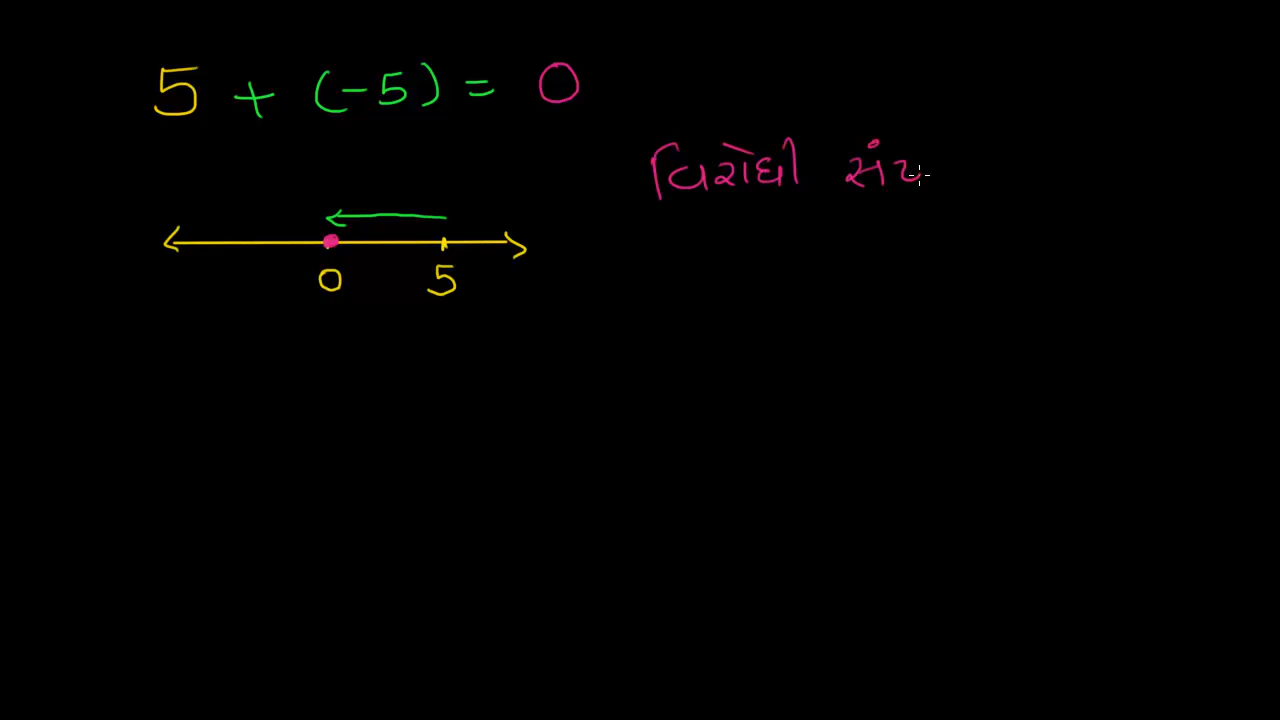 5 + (-5) = 0
વિરોધી સંખ
0 5